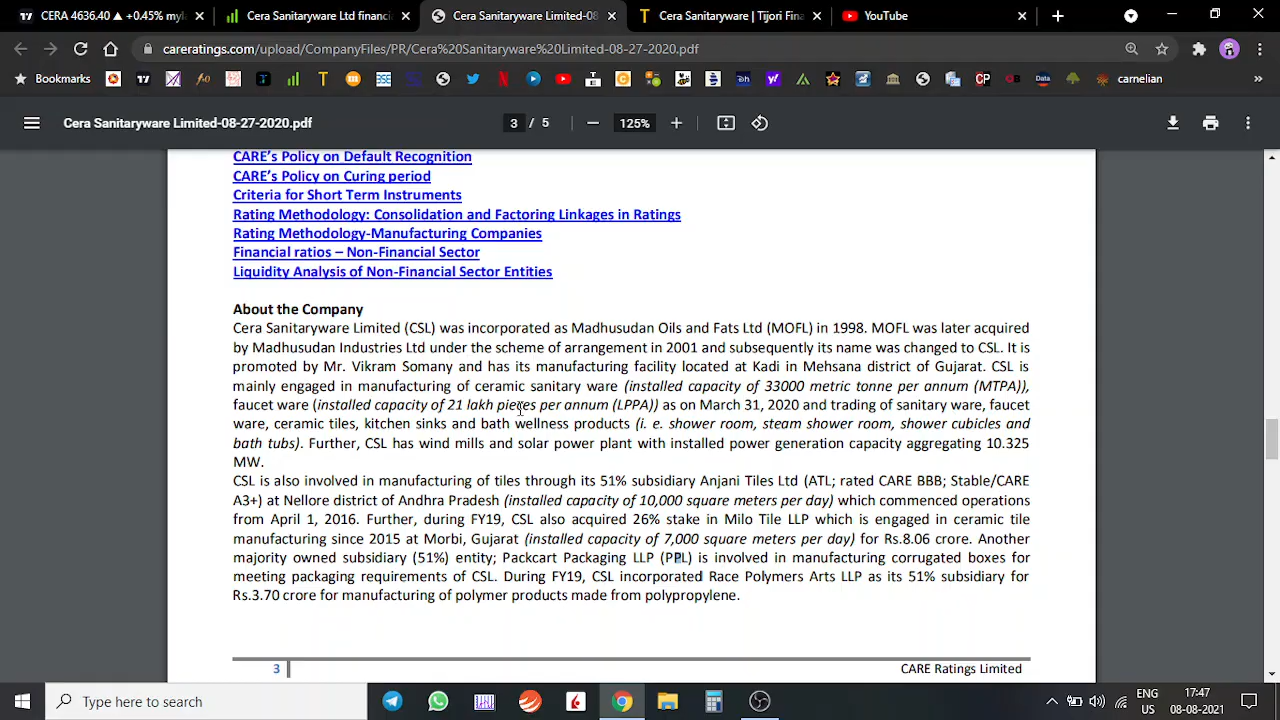 CERA 4636.40 ▲ +0.45% myla
Cera Sanitaryware Ltd financi
Cera Sanitaryware Limited-08-
Cera Sanitaryware | Tijori Fina
YouTube
careratings.com/upload/CompanyFiles/PR/Cera%20Sanitaryware%20Limited-08-27-2020.pdf
Bookmarks
carnelian
Cera Sanitaryware Limited-08-27-2020.pdf
3 / 5
125%
CARE's Policy on Default Recognition
CARE's Policy on Curing period
Criteria for Short Term Instruments
Rating Methodology: Consolidation and Factoring Linkages in Ratings
Rating Methodology-Manufacturing Companies
Financial ratios – Non-Financial Sector
Liquidity Analysis of Non-Financial Sector Entities
About the Company
Cera Sanitaryware Limited (CSL) was incorporated as Madhusudan Oils and Fats Ltd (MOFL) in 1998. MOFL was later acquired
by Madhusudan Industries Ltd under the scheme of arrangement in 2001 and subsequently its name was changed to CSL. It is
promoted by Mr. Vikram Somany and has its manufacturing facility located at Kadi in Mehsana district of Gujarat. CSL is
mainly engaged in manufacturing of ceramic sanitary ware (installed capacity of 33000 metric tonne per annum (MTPA)),
faucet ware (installed capacity of 21 lakh pieces per annum (LPPA)) as on March 31, 2020 and trading of sanitary ware, faucet
ware, ceramic tiles, kitchen sinks and bath wellness products (i. e. shower room, steam shower room, shower cubicles and
bath tubs). Further, CSL has wind mills and solar power plant with installed power generation capacity aggregating 10.325
MW.
CSL is also involved in manufacturing of tiles through its 51% subsidiary Anjani Tiles Ltd (ATL; rated CARE BBB; Stable/CARE
A3+) at Nellore district of Andhra Pradesh (installed capacity of 10,000 square meters per day) which commenced operations
from April 1, 2016. Further, during FY19, CSL also acquired 26% stake in Milo Tile LLP which is engaged in ceramic tile
manufacturing since 2015 at Morbi, Gujarat (installed capacity of 7,000 square meters per day) for Rs.8.06 crore. Another
majority owned subsidiary (51%) entity; Packcart Packaging LLP (PPL) is involved in manufacturing corrugated boxes for
meeting packaging requirements of CSL. During FY19, CSL incorporated Race Polymers Arts LLP as its 51% subsidiary for
Rs.3.70 crore for manufacturing of polymer products made from polypropylene.
3
CARE Ratings Limited
Type here to search
ENG
17:47
08-08-2021